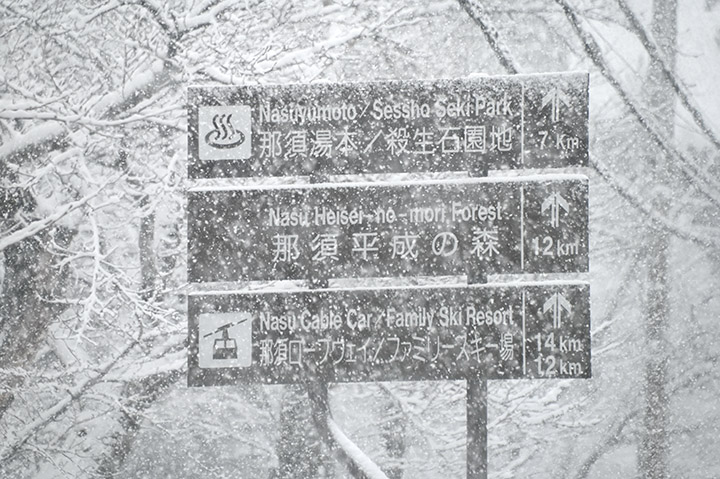 Nasuyumoto / Sessho Seki Park
那須湯本/殺生石園地
7 Km
Nasu Heisei-no-mori Forest
那須平成の森
12 km
Nasu Cable Car / Family Ski Resort
那須ロープウェイ/ファミリースキー場
14 km
12 km